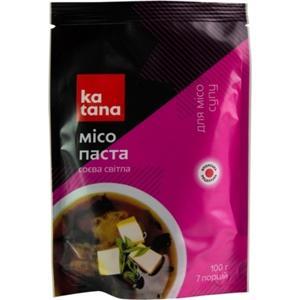 ka
tana
місо
паста
соєва світла
для місо
супу
100 г
7 порцій